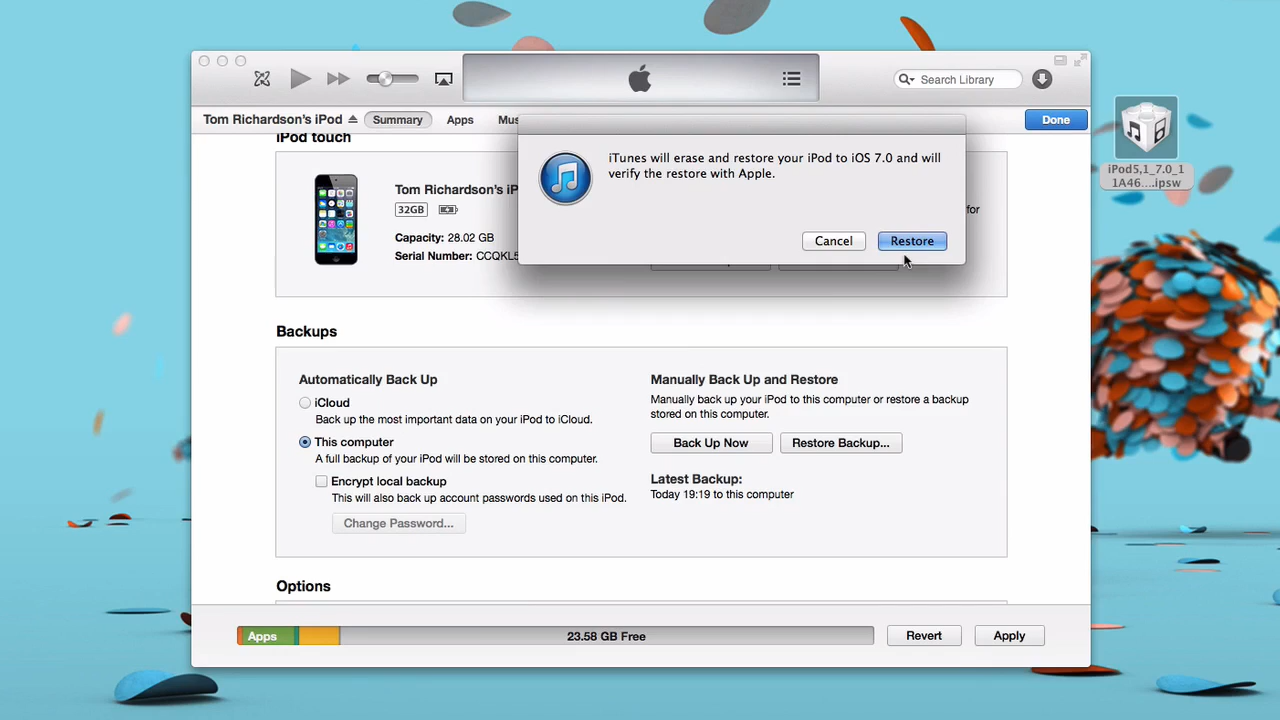 Search Library
Tom Richardson's iPod
Summary
Apps
Mus
Done
iPod touch
iTunes will erase and restore your iPod to iOS 7.0 and will
verify the restore with Apple.
Cancel
Restore
Tom Richardson's iP
32GB
for
Capacity: 28.02 GB
Serial Number: CCQKL5
iPod5,1_7.0_1
1A46....ipsw
Backups
Automatically Back Up
iCloud
Back up the most important data on your iPod to iCloud.
This computer
A full backup of your iPod will be stored on this computer.
Encrypt local backup
This will also back up account passwords used on this iPod.
Change Password...
Manually Back Up and Restore
Manually back up your iPod to this computer or restore a backup
stored on this computer.
Back Up Now
Restore Backup...
Latest Backup:
Today 19:19 to this computer
Options
Apps
23.58 GB Free
Revert
Apply